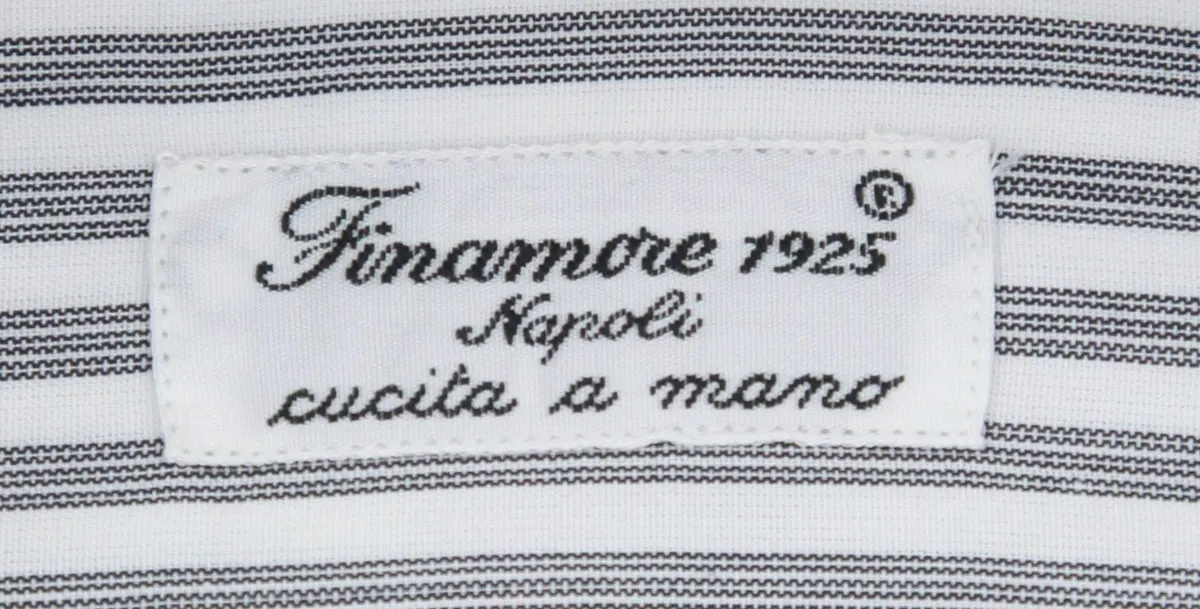 Finamore 1925 ®
Napoli
cucita a mano